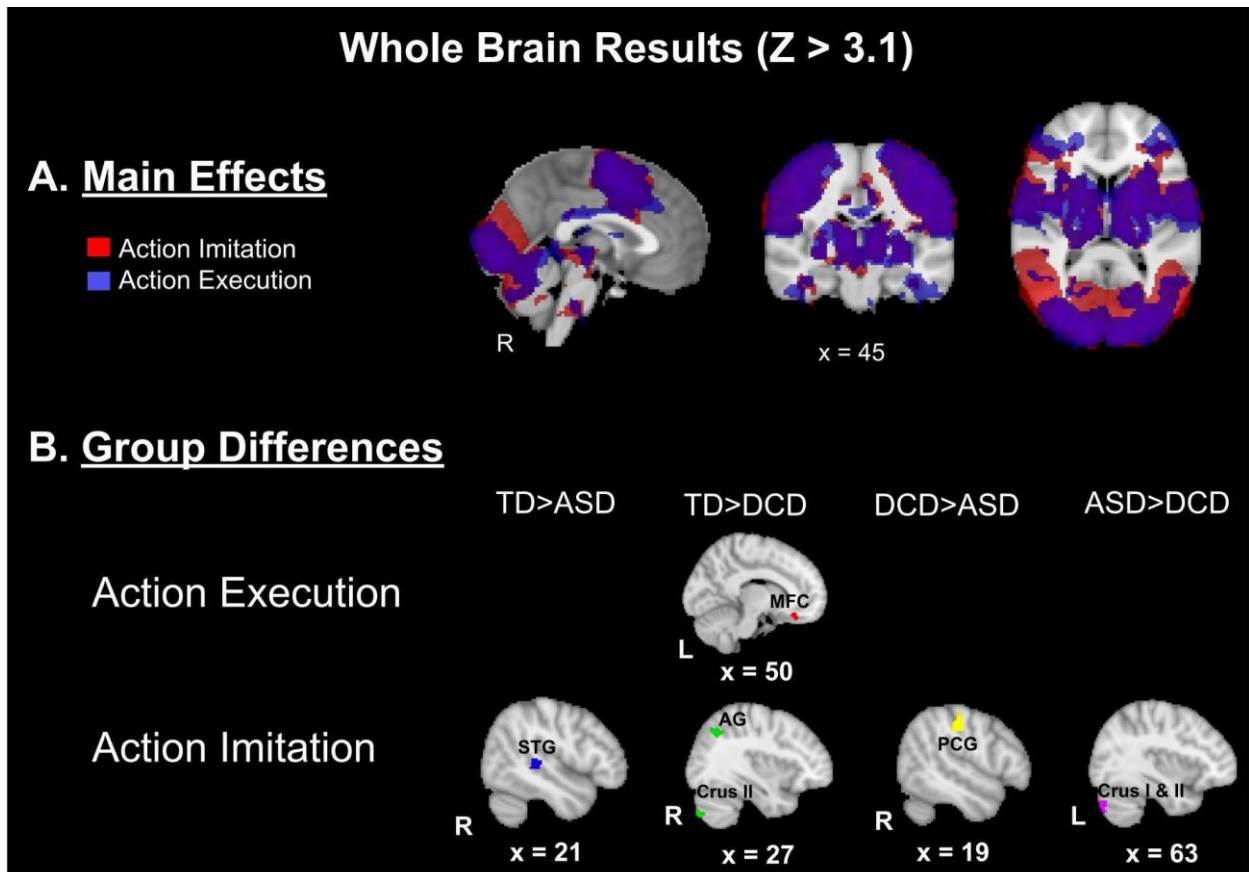 Whole Brain Results (Z > 3.1)
A. Main Effects
Action Imitation
Action Execution
R
x = 45
B. Group Differences
TD>ASD TD>DCD DCD>ASD ASD>DCD
Action Execution
MFC
L
x = 50
Action Imitation
STG
R
x = 21
AG
Crus II
R
x = 27
PCG
R
x = 19
Crus I & II
L
x = 63